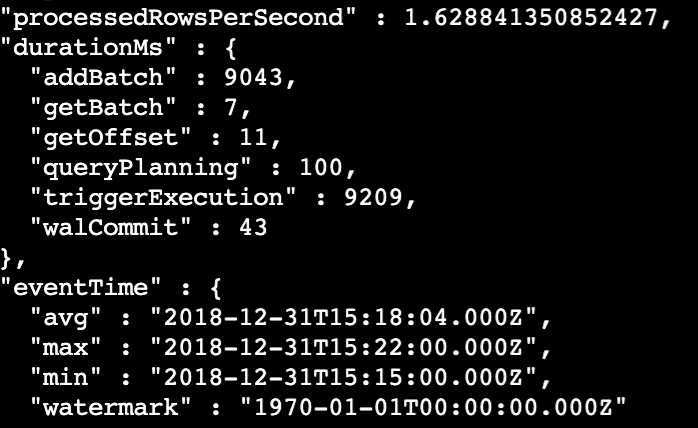 "processedRowsPerSecond" : 1.628841350852427,
"durationMs" : {
"addBatch" : 9043,
"getBatch" : 7,
"getOffset" : 11,
"queryPlanning" : 100,
"triggerExecution" : 9209,
"walCommit" : 43
},
"eventTime" : {
"avg" : "2018-12-31T15:18:04.000Z",
"max" : "2018-12-31T15:22:00.000Z",
"min" : "2018-12-31T15:15:00.000Z",
"watermark" : "1970-01-01T00:00:00.000Z"